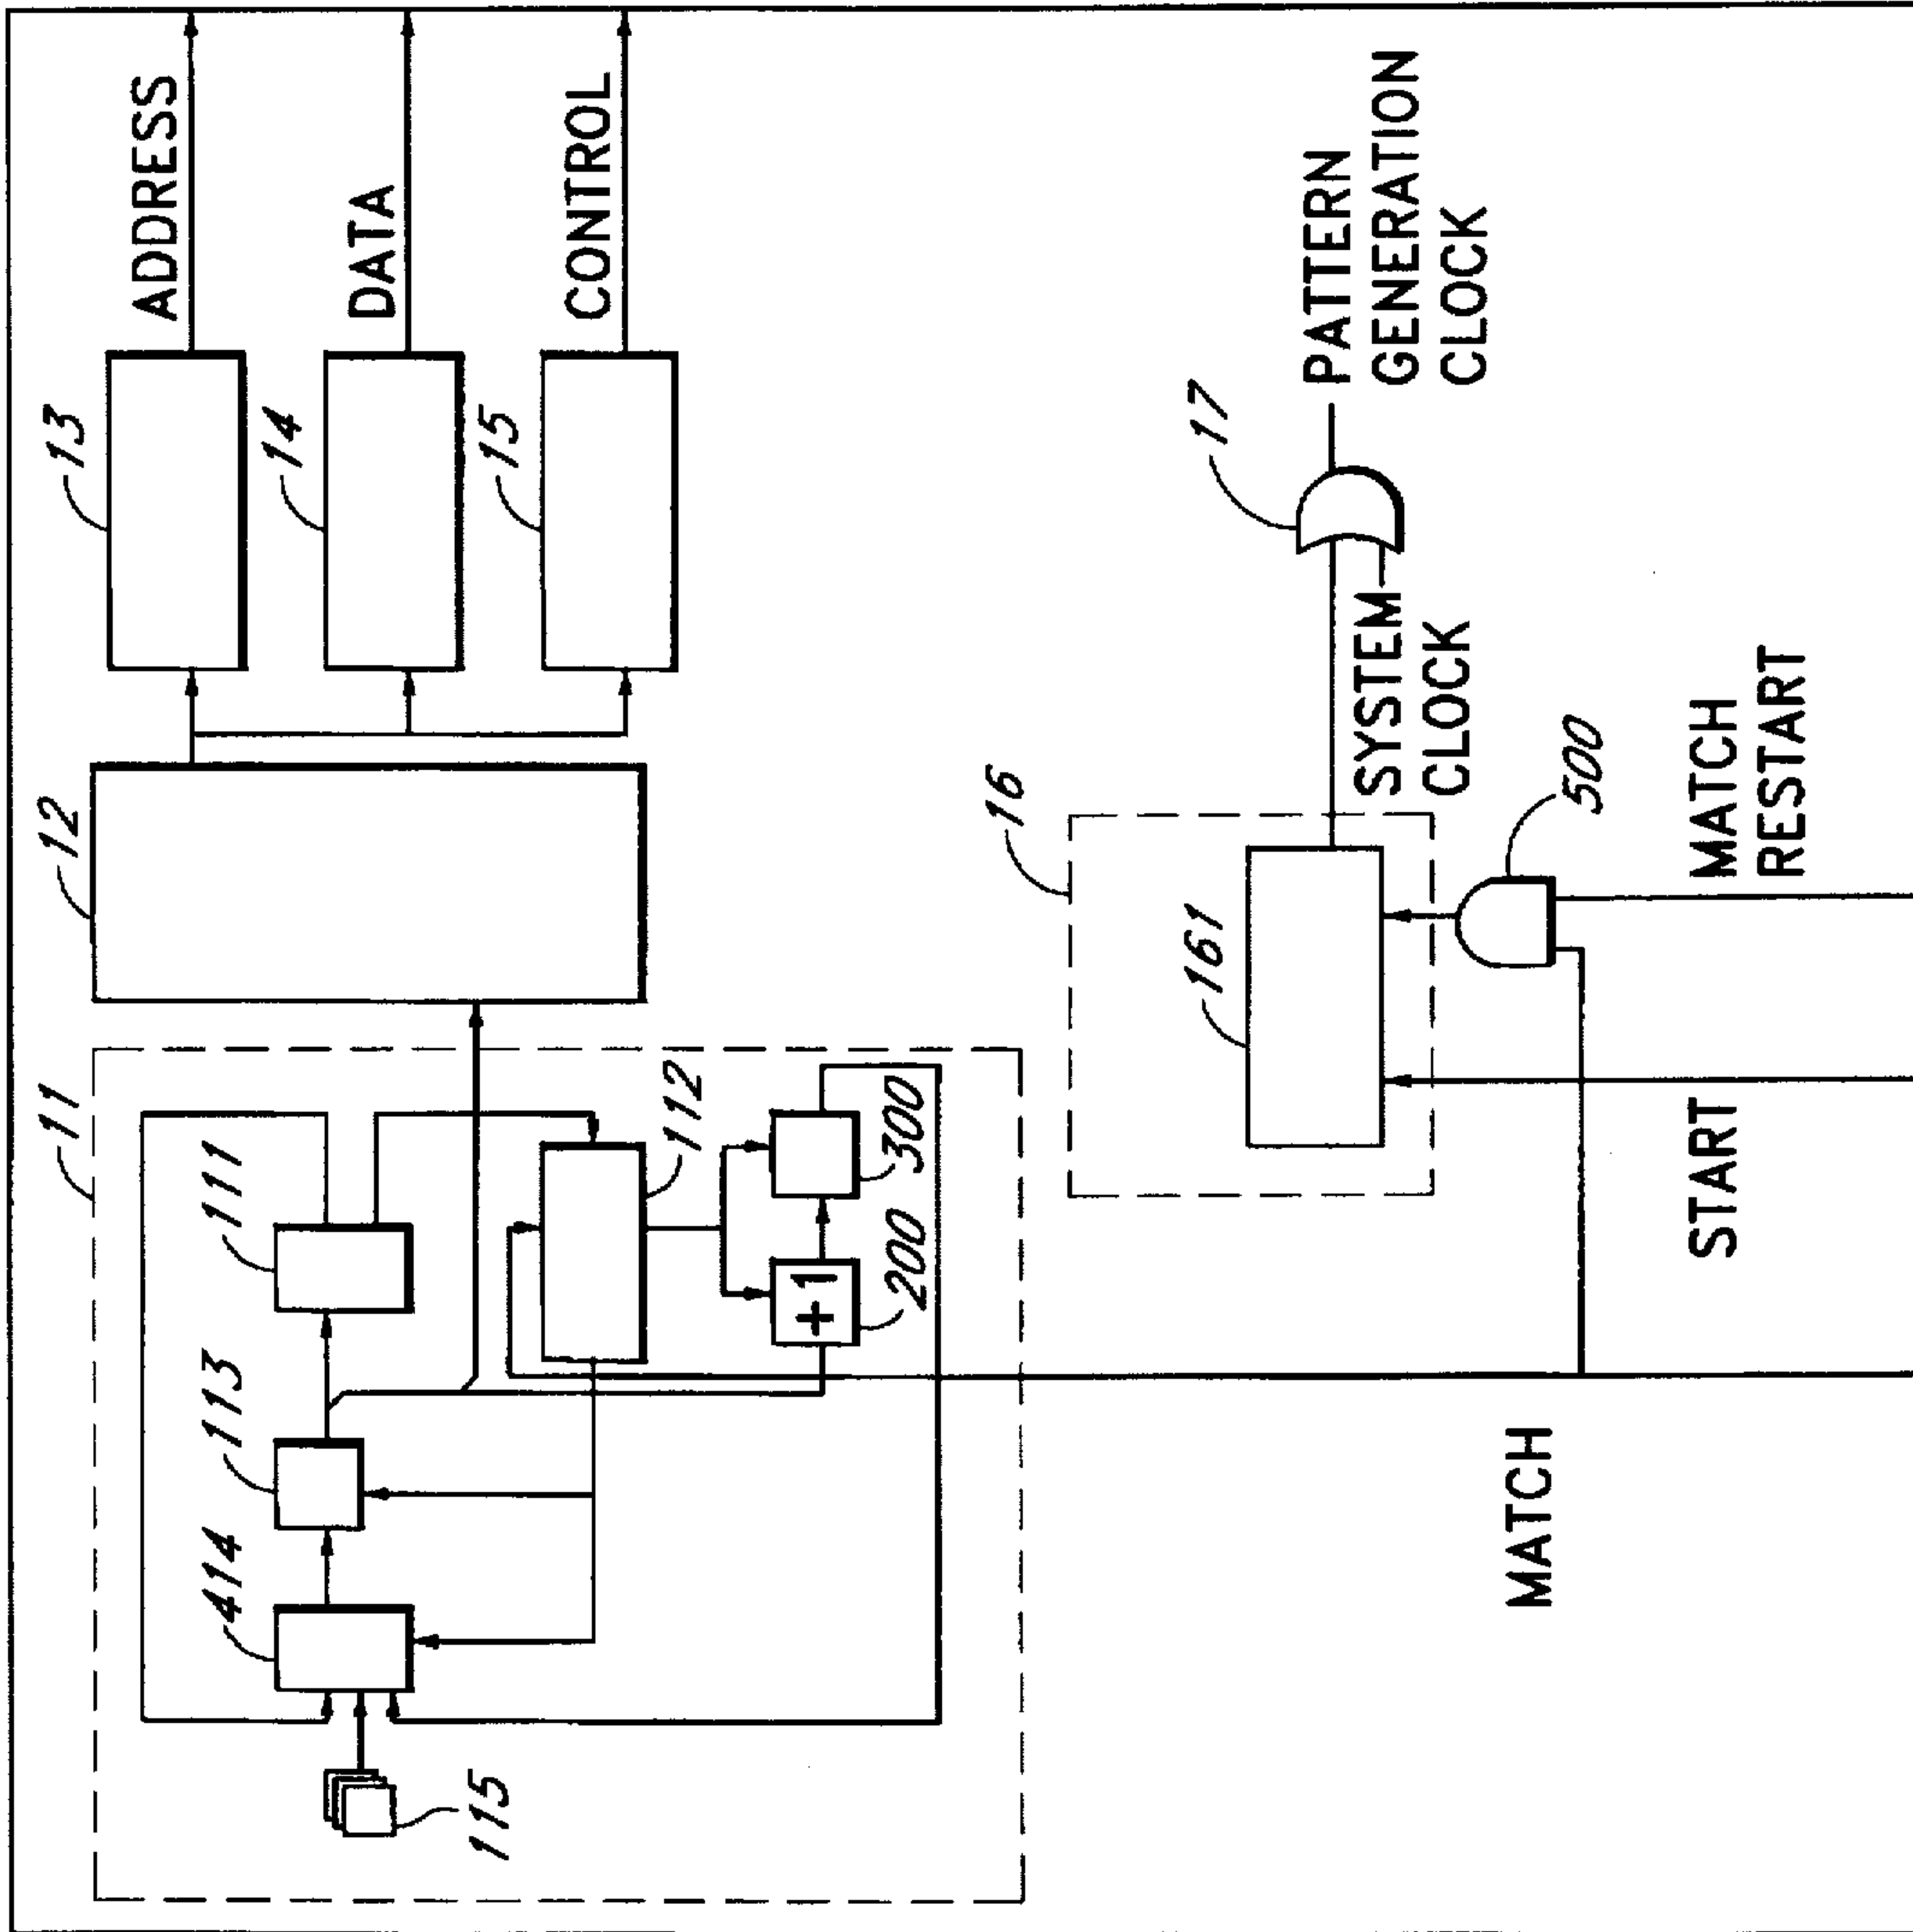 11
12
13
ADDRESS
14
DATA
15
CONTROL
414
113
111
115
112
+1
200
300
16
161
17
SYSTEM
CLOCK
PATTERN
GENERATION
CLOCK
500
MATCH
START
MATCH
RESTART